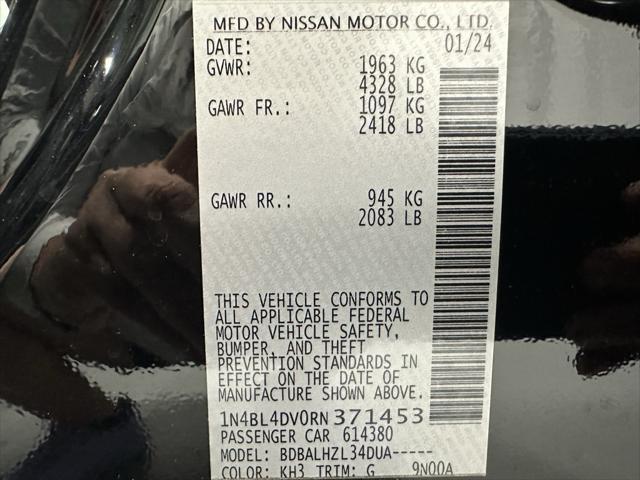 MFD BY NISSAN MOTOR CO., LTD.
DATE: 01/24
GVWR: 1963 KG
4328 LB
GAWR FR.: 1097 KG
2418 LB
GAWR RR.: 945 KG
2083 LB
THIS VEHICLE CONFORMS TO
ALL APPLICABLE FEDERAL
MOTOR VEHICLE SAFETY,
BUMPER, AND THEFT
PREVENTION STANDARDS IN
EFFECT ON THE DATE OF
MANUFACTURE SHOWN ABOVE.
1N4BL4DV0RN371453
PASSENGER CAR 614380
MODEL: BDBALHZL34DUA-----
COLOR: KH3 TRIM: G 9N00A